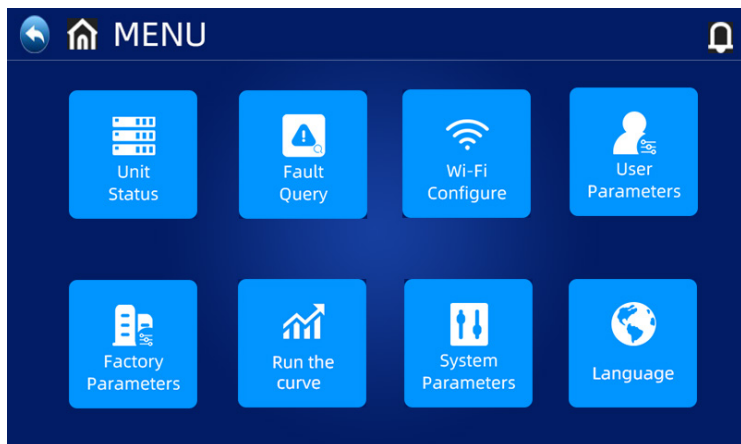 MENU
Unit
Status
Fault
Query
Wi-Fi
Configure
User
Parameters
Factory
Parameters
Run the
curve
System
Parameters
Language